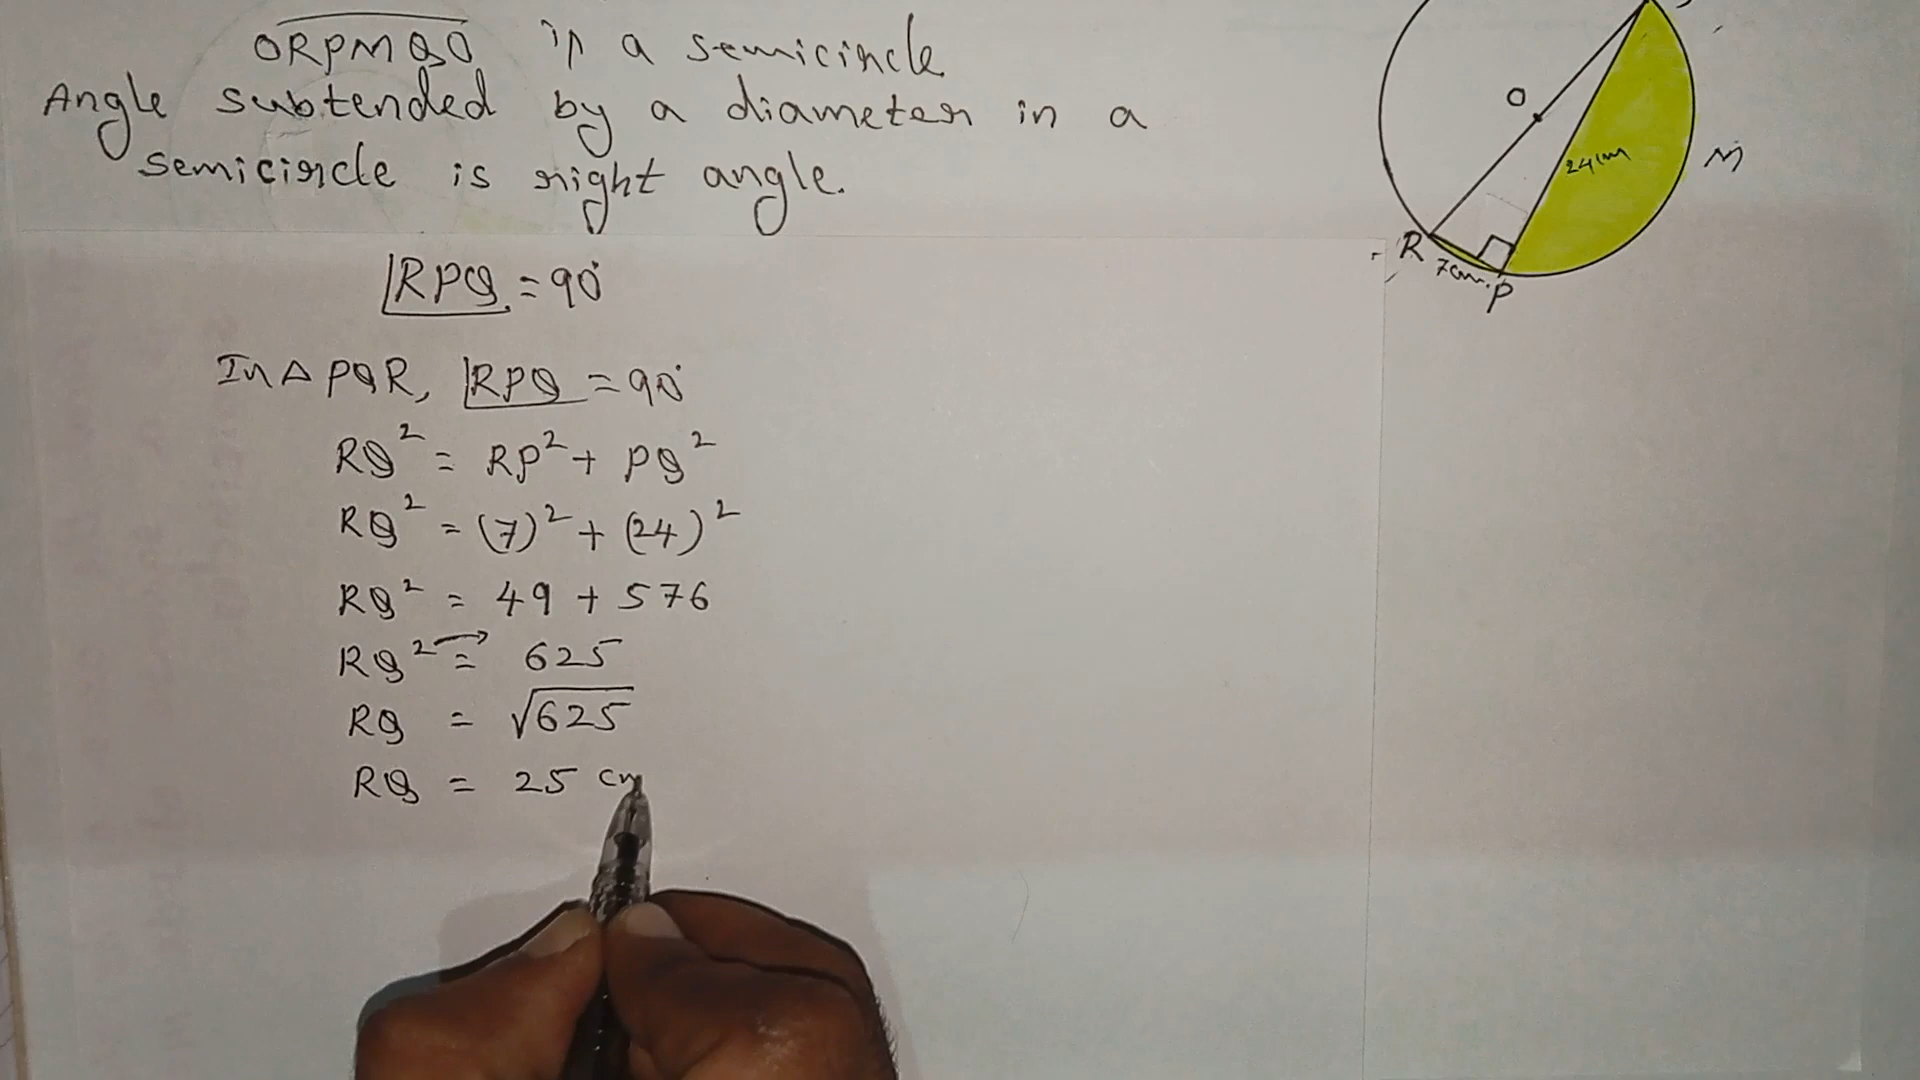 ORPMQO is a semicircle
Angle subtended by a diameter in a
semicircle is right angle.
∠RPQ = 90°
In △ PQR, ∠RPQ = 90°
RQ² = RP² + PQ²
RQ² = (7)² + (24)²
RQ² = 49 + 576
RQ² = 625
RQ = √625
RQ = 25 cm
O
24cm
M
R
7cm.
P